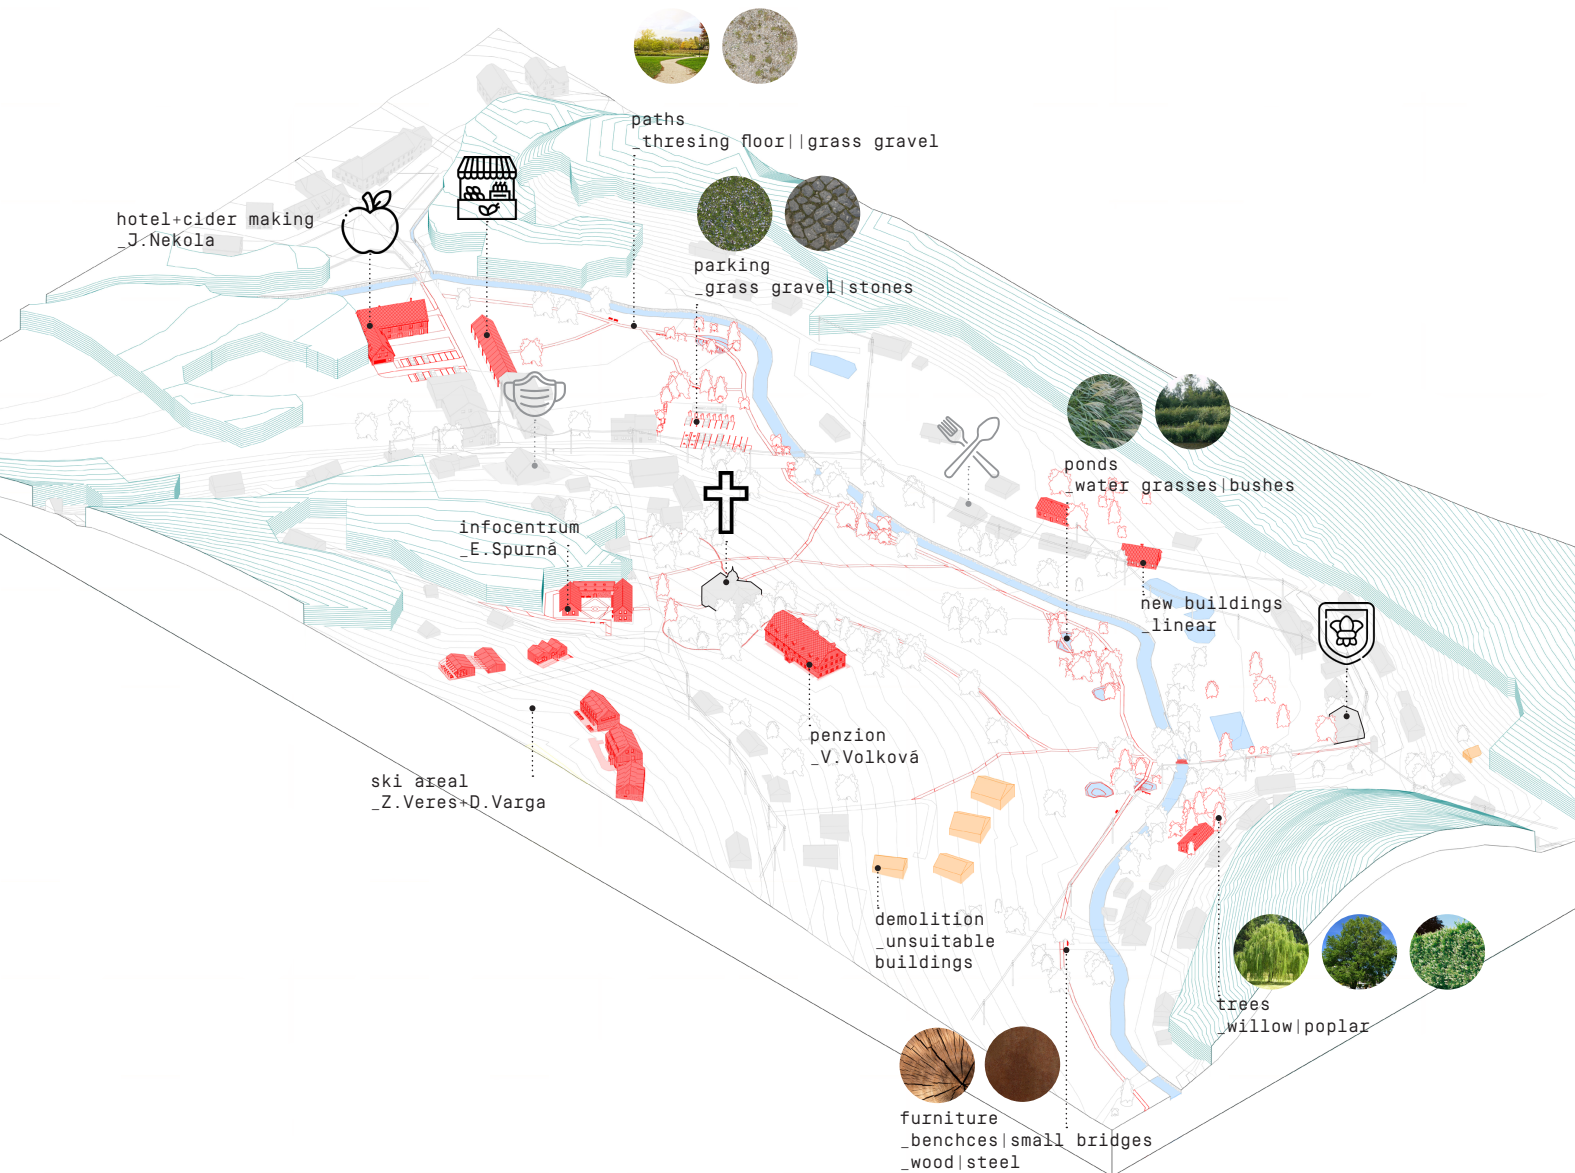 paths
_thresing floor||grass gravel
hotel+cider making
_J.Nekola
parking
_grass gravel|stones
ponds
_water grasses|bushes
infocentrum
_E.Spurná
new buildings
_linear
penzion
_V.Volková
ski areal
_Z.Veres+D.Varga
demolition
_unsuitable
buildings
trees
_willow|poplar
furniture
_benchces|small bridges
_wood|steel